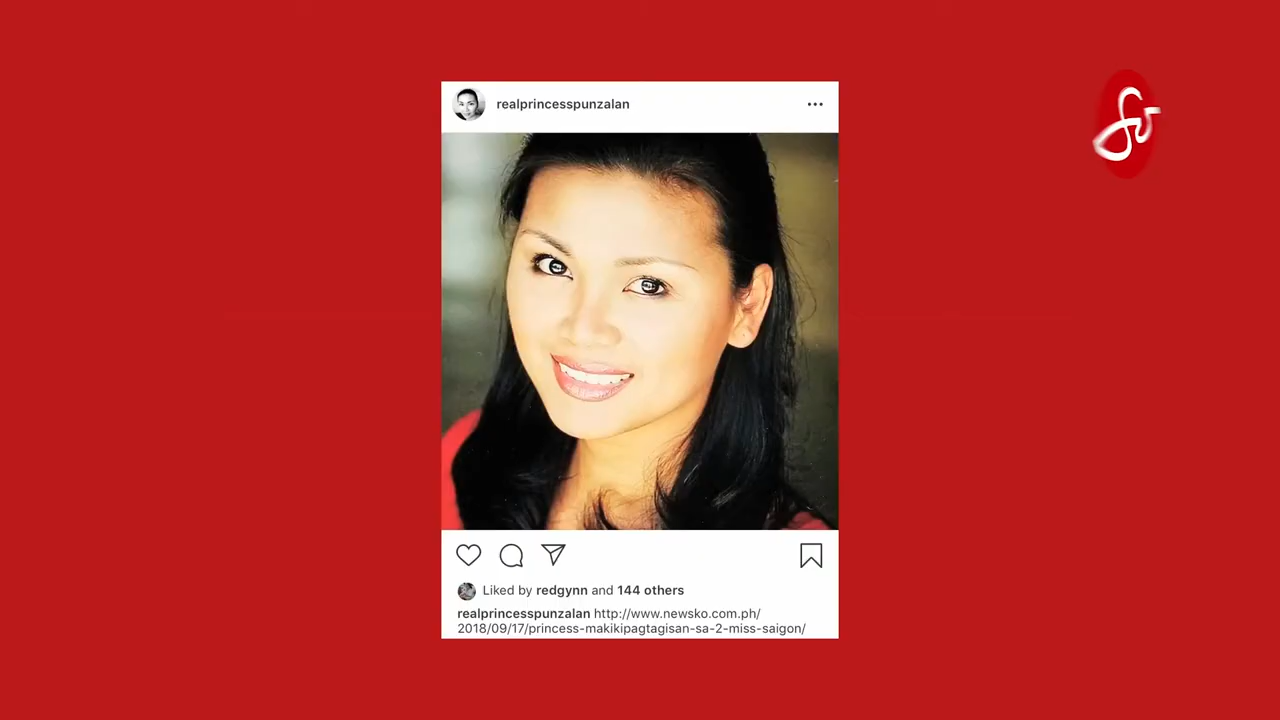 realprincesspunzalan
Liked by redgynn and 144 others
realprincesspunzalan http://www.newsko.com.ph/
2018/09/17/princess-makikipagtagisan-sa-2-miss-saigon/